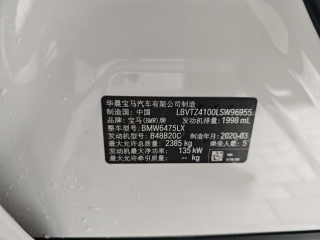 华晨宝马汽车有限公司制造
制造国: 中国 LBVTZ4100LSW96955
品牌: 宝马(BMW)牌 发动机排量: 1998 mL
整车型号: BMW6475LX
发动机型号: B48B20C 制造年月: 2020-03
最大允许总质量: 2385 kg 乘坐人数: 5
发动机最大净功率: 135 kW
最大允许牵引质量: -- kg